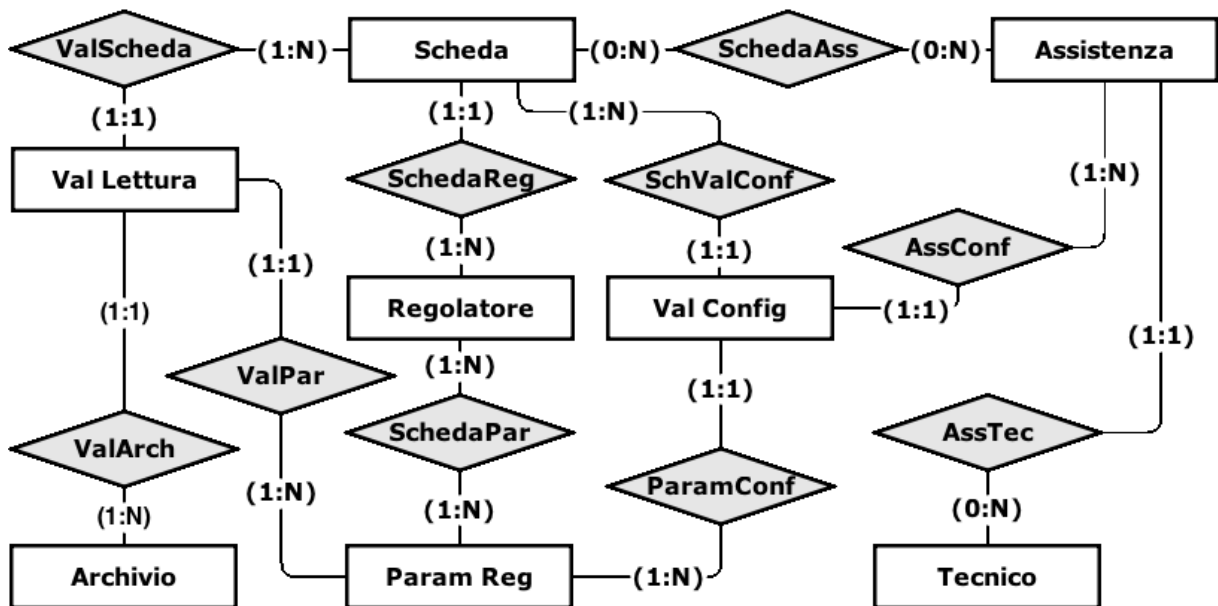 ValScheda (1:N) Scheda (0:N) SchedaAss (0:N) Assistenza
(1:1) (1:1) (1:N)
Val Lettura SchedaReg SchValConf (1:N)
(1:N) AssConf
(1:1) (1:1)
(1:1) Regolatore Val Config (1:1)
(1:1)
ValPar (1:N) (1:1)
ValArch SchedaPar AssTec
(1:N) (1:N) ParamConf
(1:N) (0:N)
Archivio Param Reg (1:N) Tecnico